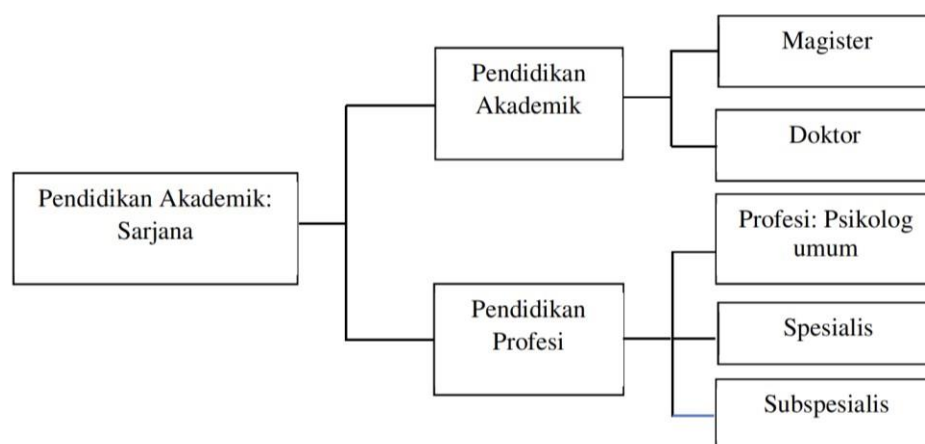 Pendidikan Akademik:
Sarjana
Pendidikan
Akademik
Magister
Doktor
Pendidikan
Profesi
Profesi: Psikolog
umum
Spesialis
Subspesialis